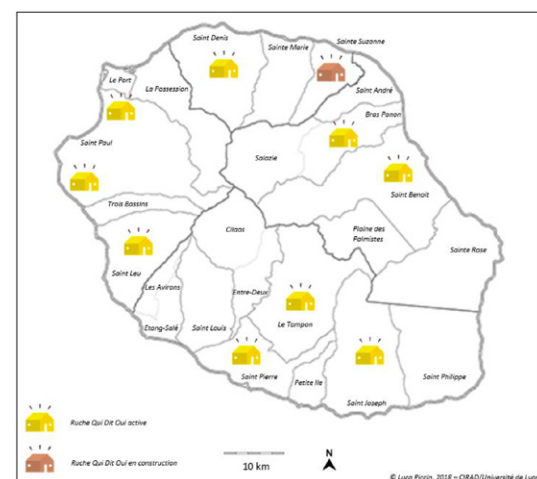 Saint Denis
Sainte Marie
Sainte Suzanne
Le Port
La Possession
Saint André
Bras Panon
Saint Paul
Salazie
Saint Benoit
Trois Bassins
Cilaos
Plaine des
Palmistes
Sainte Rose
Saint Leu
Les Avirons
Entre-Deux
Etang-Salé
Saint Louis
Le Tampon
Saint Pierre
Petite Ile
Saint Joseph
Saint Philippe
Ruche Qui Dit Oui active
Ruche Qui Dit Oui en construction
10 km
N
© Luca Piccin, 2018 – CIRAD/Université de